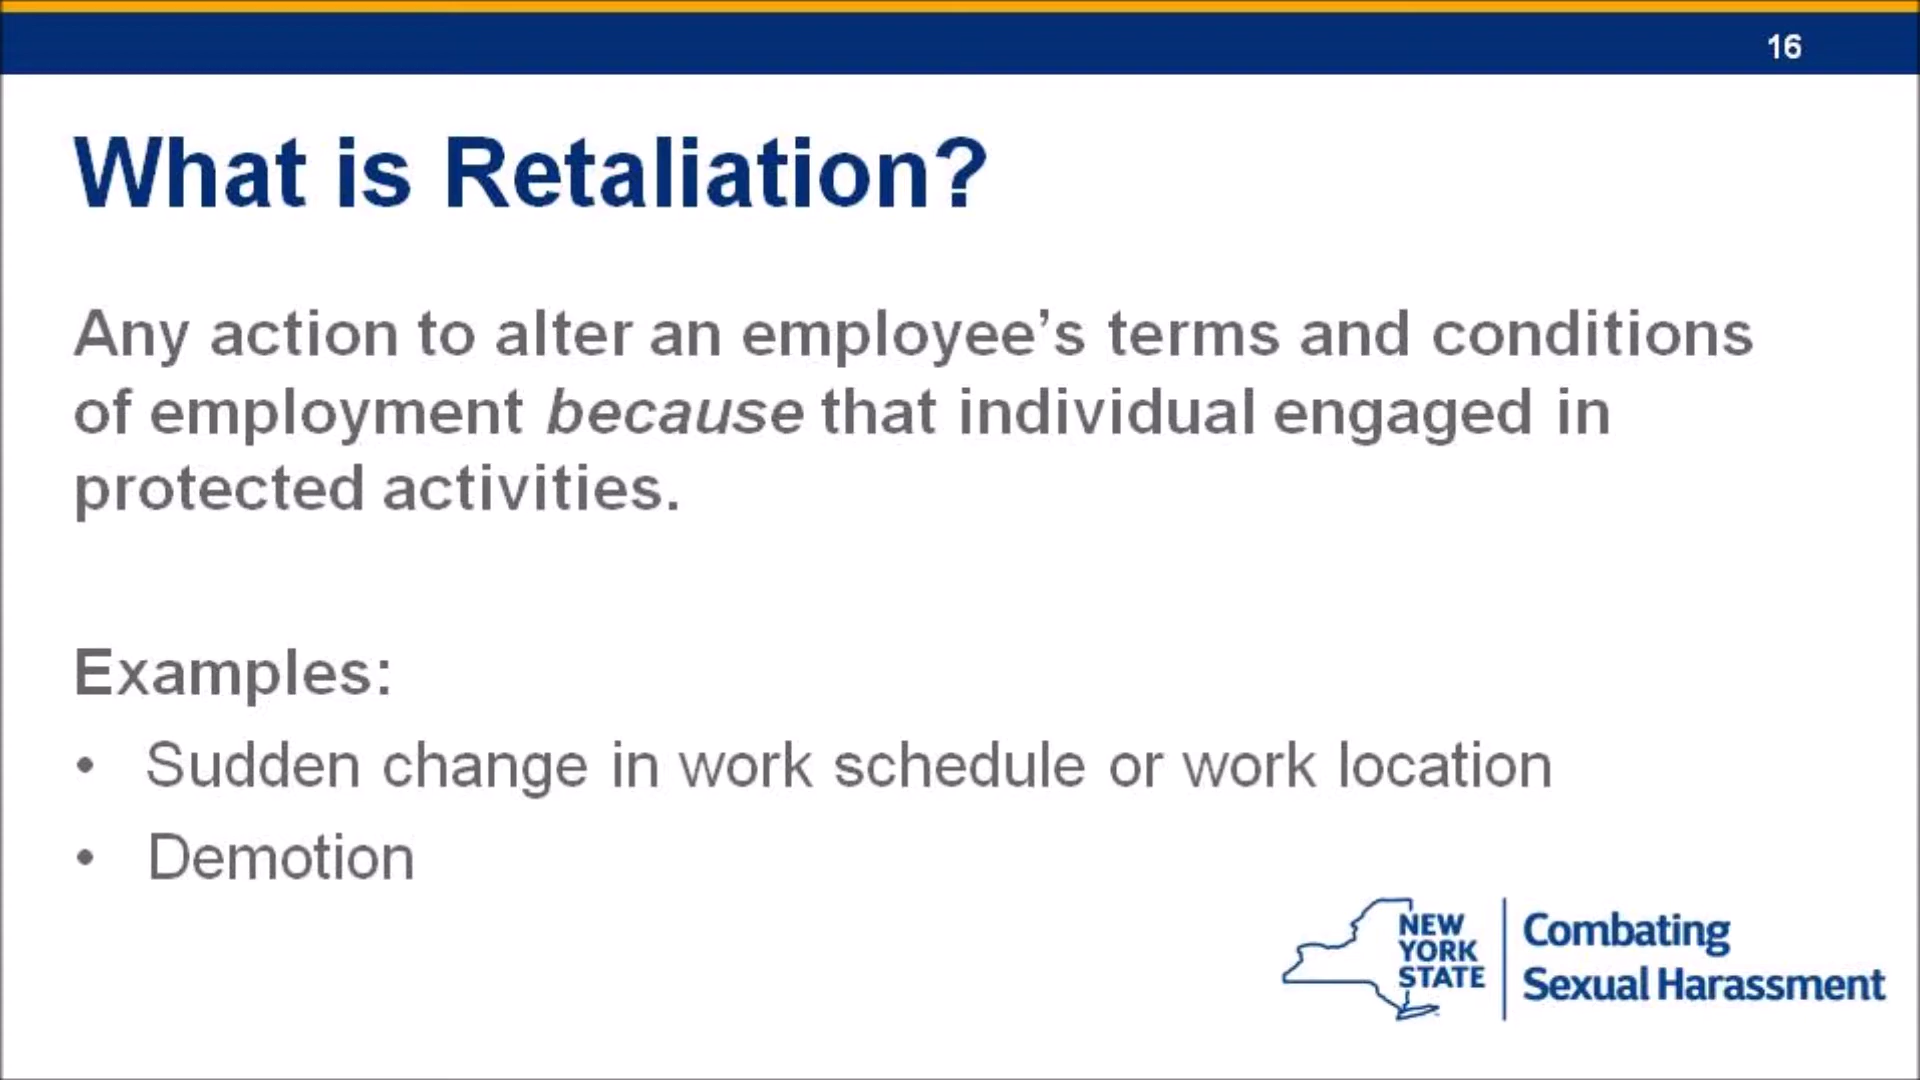 16
What is Retaliation?
Any action to alter an employee’s terms and conditions
of employment because that individual engaged in
protected activities.
Examples:
• Sudden change in work schedule or work location
• Demotion
NEW
YORK
STATE
Combating
Sexual Harassment